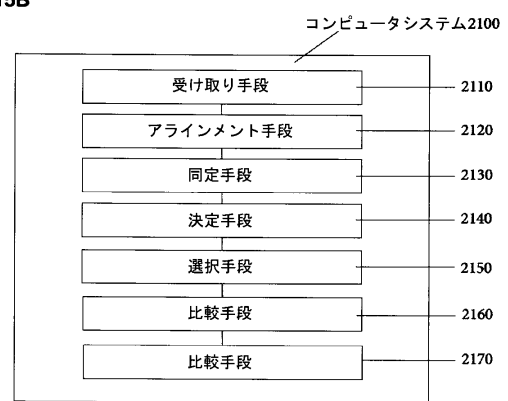 15B
コンピュータシステム2100
受け取り手段 2110
アラインメント手段 2120
同定手段 2130
決定手段 2140
選択手段 2150
比較手段 2160
比較手段 2170